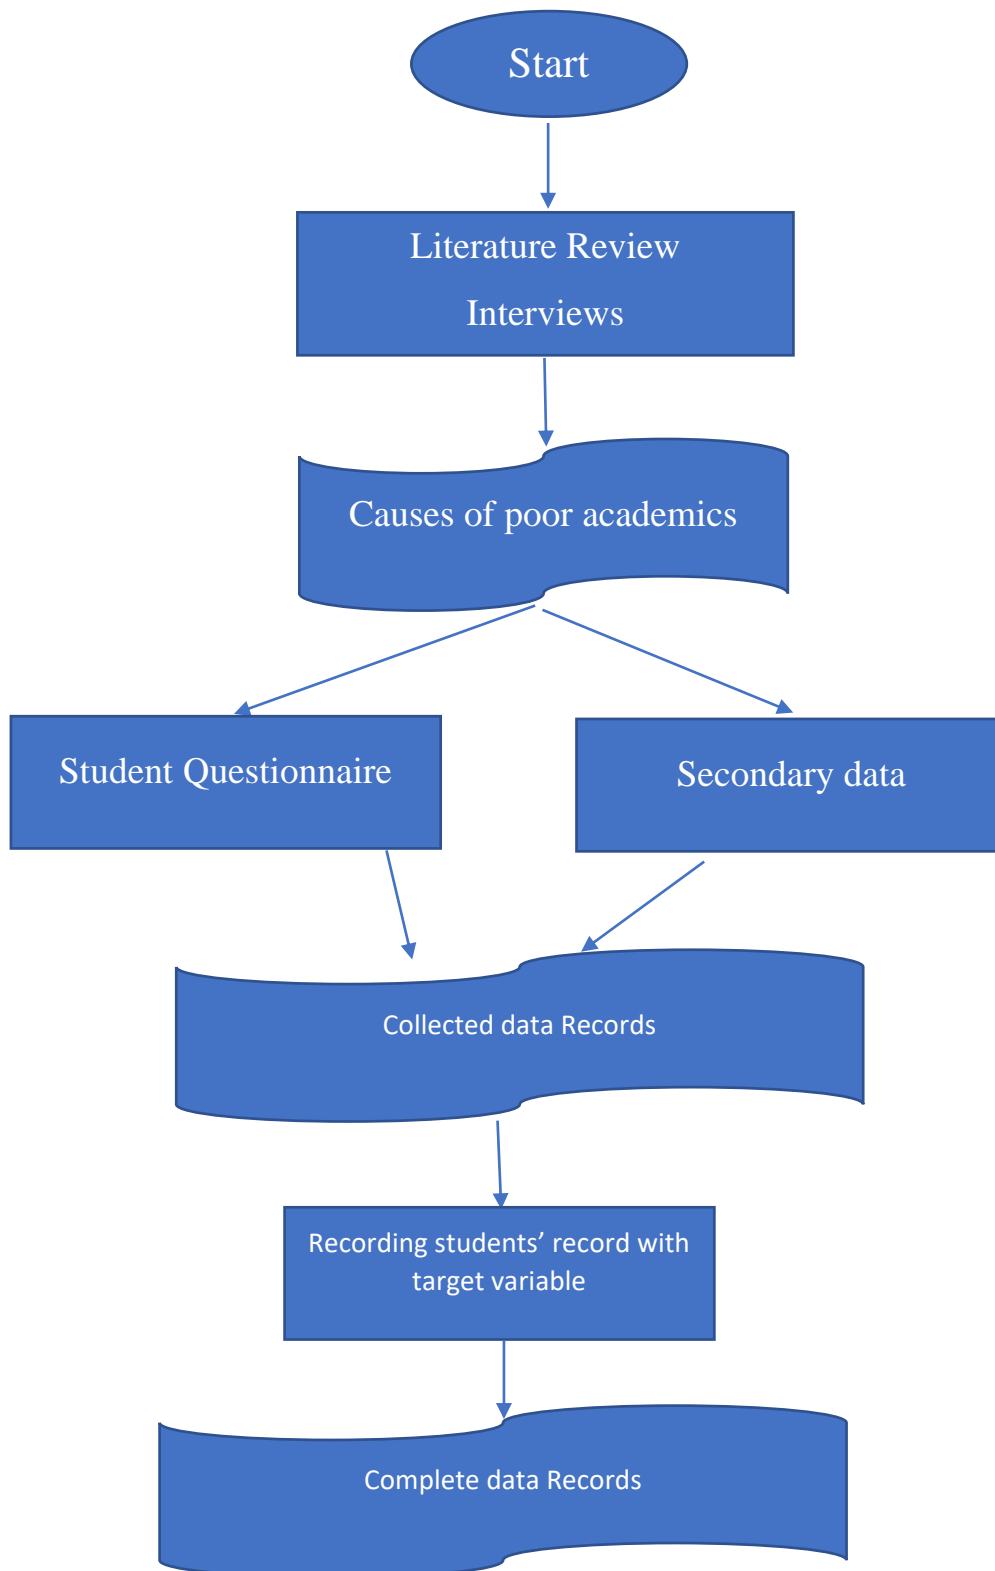 Start
Literature Review
Interviews
Causes of poor academics
Student Questionnaire
Secondary data
Collected data Records
Recording students’ record with
target variable
Complete data Records